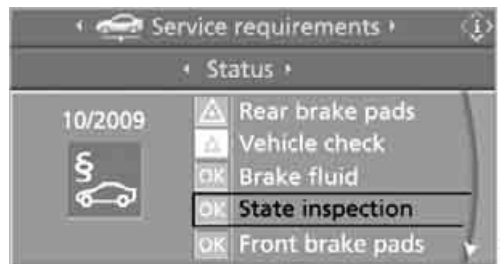 Service requirements
Status
10/2009
§
Rear brake pads
Vehicle check
OK Brake fluid
OK State inspection
OK Front brake pads